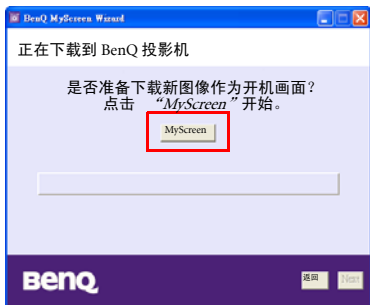 BenQ MyScreen Wizard
正在下载到 BenQ 投影机
是否准备下载新图像作为开机画面?
点击 “MyScreen”开始。
MyScreen
BenQ
返回 Next